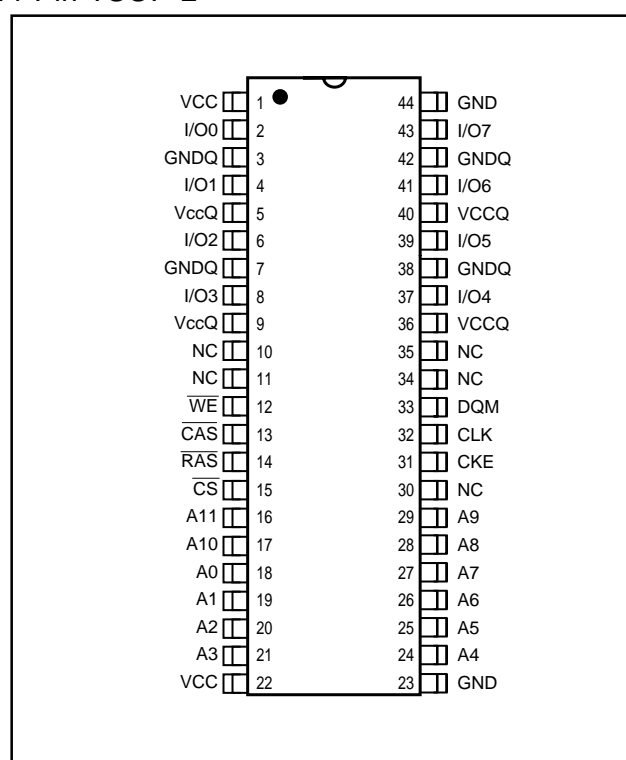 VCC 1 44 GND
I/O0 2 43 I/O7
GNDQ 3 42 GNDQ
I/O1 4 41 I/O6
VccQ 5 40 VCCQ
I/O2 6 39 I/O5
GNDQ 7 38 GNDQ
I/O3 8 37 I/O4
VccQ 9 36 VCCQ
NC 10 35 NC
NC 11 34 NC
WE 12 33 DQM
CAS 13 32 CLK
RAS 14 31 CKE
CS 15 30 NC
A11 16 29 A9
A10 17 28 A8
A0 18 27 A7
A1 19 26 A6
A2 20 25 A5
A3 21 24 A4
VCC 22 23 GND